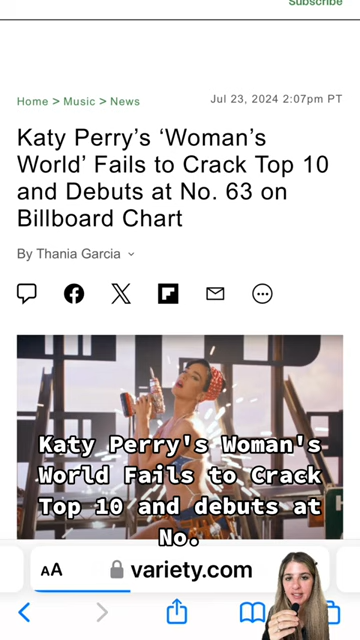 Subscribe
Home > Music > News
Jul 23, 2024 2:07pm PT
Katy Perry's ‘Woman's
World’ Fails to Crack Top 10
and Debuts at No. 63 on
Billboard Chart
By Thania Garcia
Katy Perry's Woman's
World Fails to Crack
Top 10 and debuts at
No.
AA
variety.com